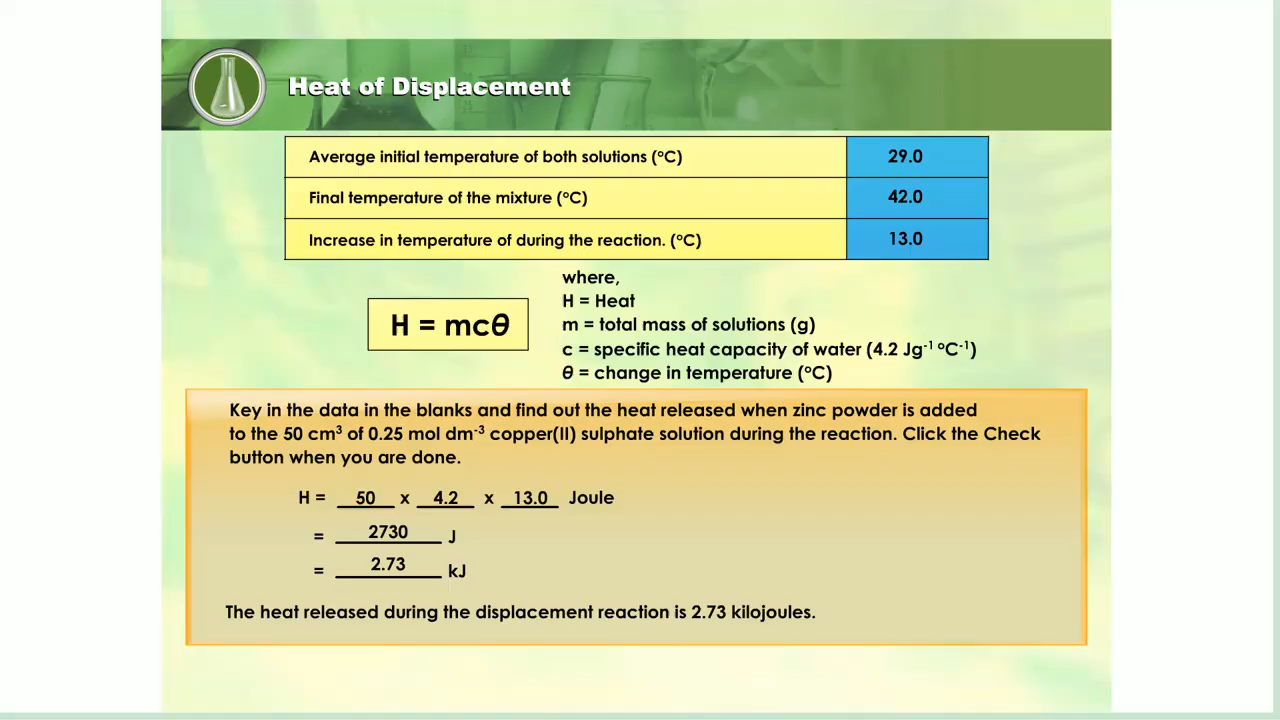 Heat of Displacement
Average initial temperature of both solutions (°C) 29.0
Final temperature of the mixture (°C) 42.0
Increase in temperature of during the reaction. (°C) 13.0
where,
H = Heat
H = mcθ
m = total mass of solutions (g)
c = specific heat capacity of water (4.2 Jg⁻¹ °C⁻¹)
θ = change in temperature (°C)
Key in the data in the blanks and find out the heat released when zinc powder is added
to the 50 cm³ of 0.25 mol dm⁻³ copper(II) sulphate solution during the reaction. Click the Check
button when you are done.
H = 50 x 4.2 x 13.0 Joule
= 2730 J
= 2.73 kJ
The heat released during the displacement reaction is 2.73 kilojoules.